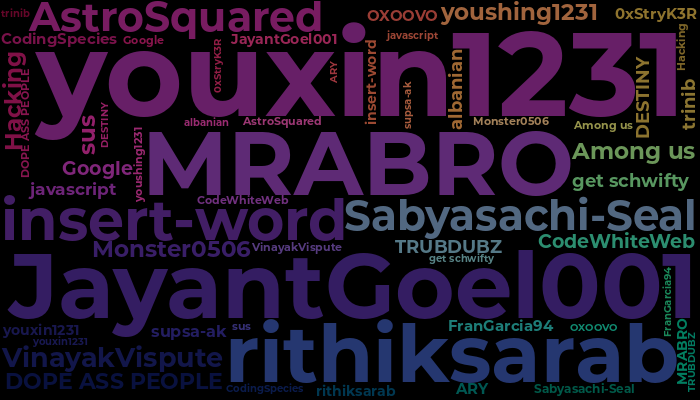 trinib
AstroSquared
OXOOVO
youshing1231
0xStryK3R
CodingSpecies
Google
JayantGoel001
javascript
Hacking
youxin1231
0xStryK3R
ARY
insert-word
supsa-ak
albanian
DESTINY
trinib
Hacking
DOPE ASS PEOPLE
sus
DESTINY
albanian
AstroSquared
Monster0506
Among us
youshing1231
MRABRO
Among us
Google
get schwifty
javascript
CodeWhiteWeb
insert-word
Sabyasachi-Seal
Monster0506
VinayakVispute
TRUBDUBZ
CodeWhiteWeb
get schwifty
JayantGoel001
FranGarcia94
youxin1231
supsa-ak
sus
FranGarcia94
oxoovo
youxin1231
rithiksarab
MRABRO
TRUBDUBZ
VinayakVispute
DOPE ASS PEOPLE
CodingSpecies
rithiksarab
ARY
Sabyasachi-Seal